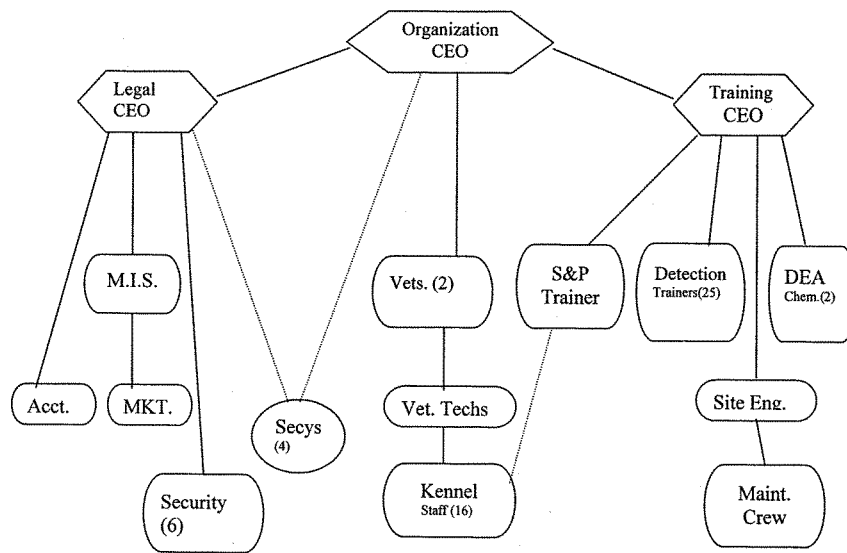 Organization
CEO
Legal
CEO
Training
CEO
M.I.S.
Vets. (2)
S&P
Trainer
Detection
Trainers(25)
DEA
Chem.(2)
Acct.
MKT.
Secys
(4)
Vet. Techs
Site Eng.
Security
(6)
Kennel
Staff (16)
Maint.
Crew